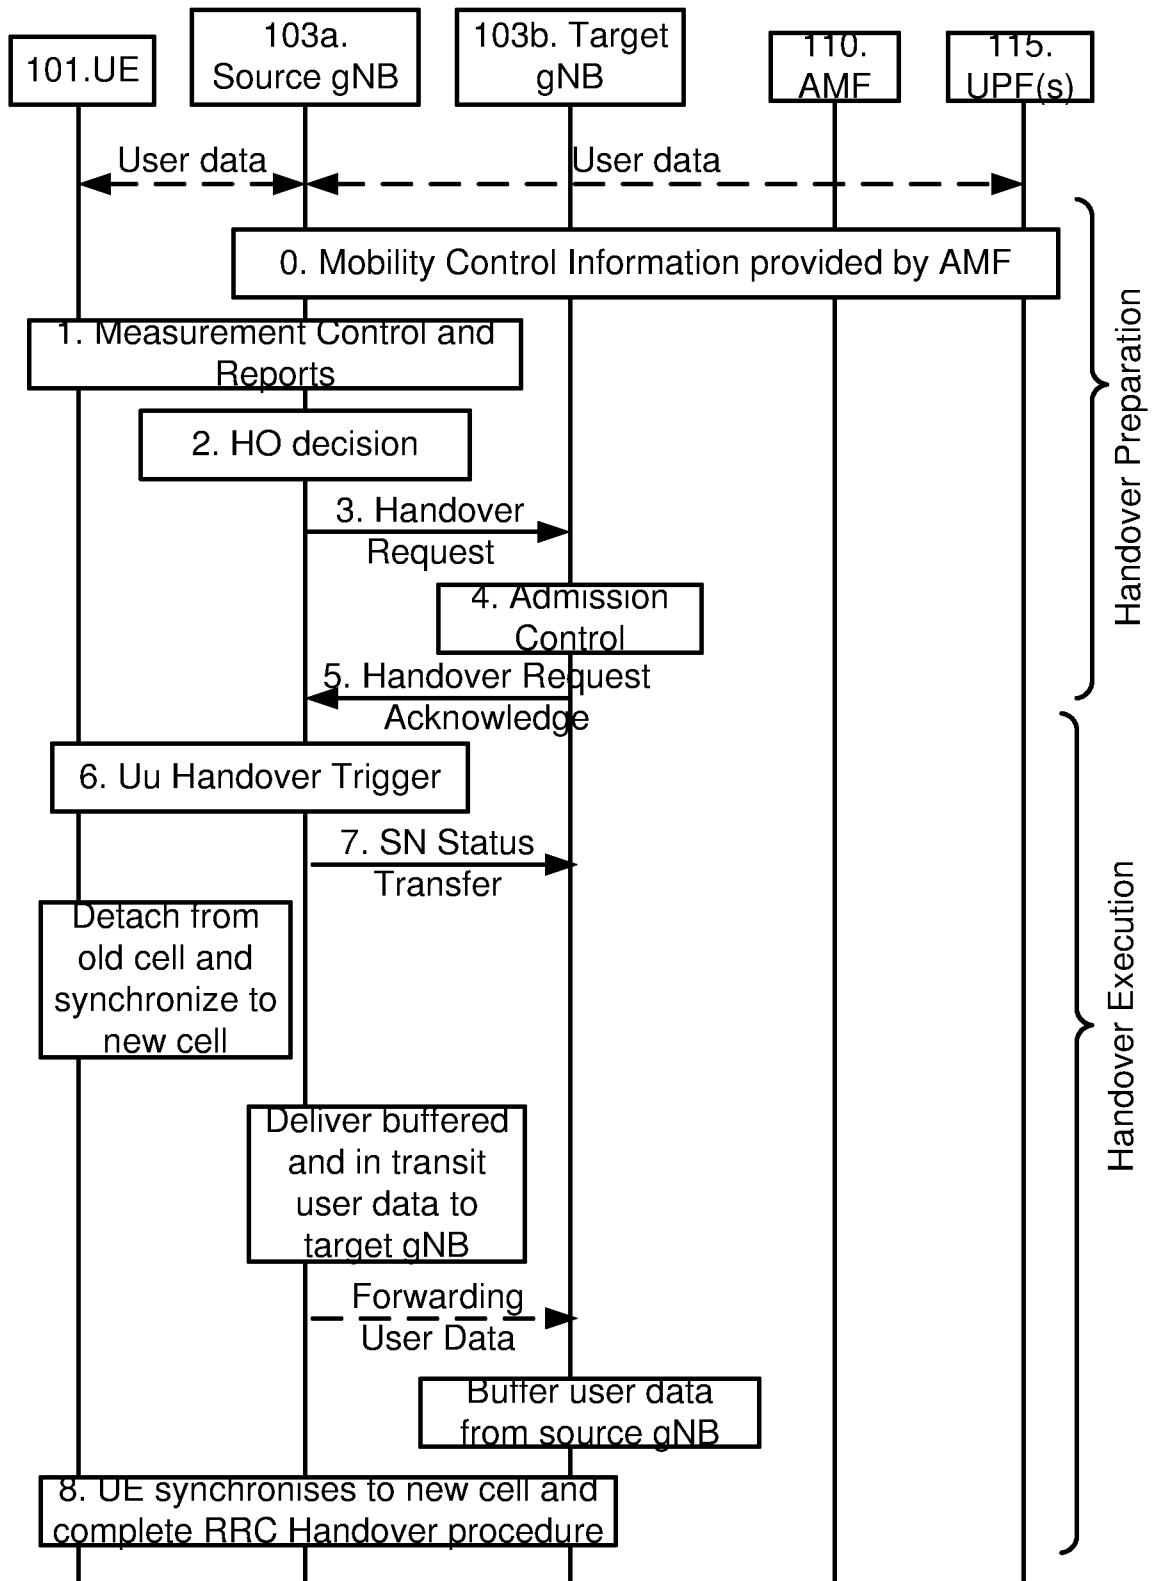 103a.
Source gNB
103b. Target
gNB
101.UE
110.
AMF
115.
UPF(s)
User data
User data
0. Mobility Control Information provided by AMF
1. Measurement Control and
Reports
2. HO decision
3. Handover
Request
4. Admission
Control
5. Handover Request
Acknowledge
Handover Preparation
6. Uu Handover Trigger
7. SN Status
Transfer
Detach from
old cell and
synchronize to
new cell
Deliver buffered
and in transit
user data to
target gNB
Forwarding
User Data
Buffer user data
from source gNB
8. UE synchronises to new cell and
complete RRC Handover procedure
Handover Execution